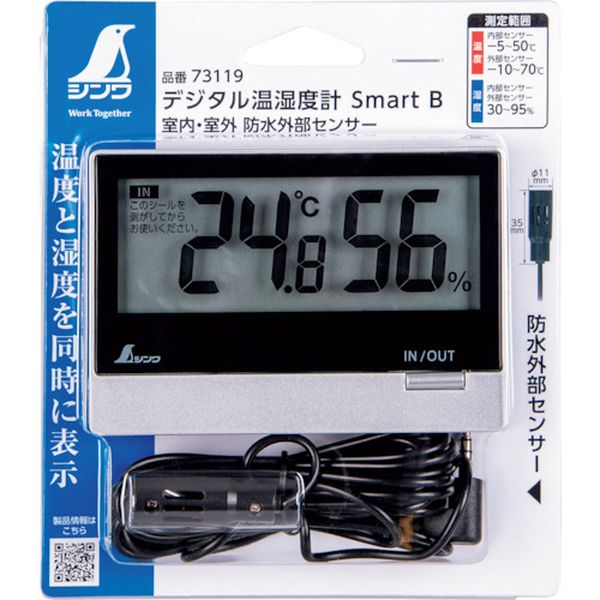 シンワ
Work Together
品番 73119
デジタル温湿度計 Smart B
室内・室外 防水外部センサー
測定範囲
温度
内部センサー
−5~50℃
外部センサー
−10~70℃
湿度
内部センサー
外部センサー
30~95%
温度と湿度を同時に表示
IN
このシールを
剥がしてから
お使いください。
24.8℃ 56%
シンワ
IN/OUT
φ11
mm
35
mm
防水外部センサー
製品情報は
こちら